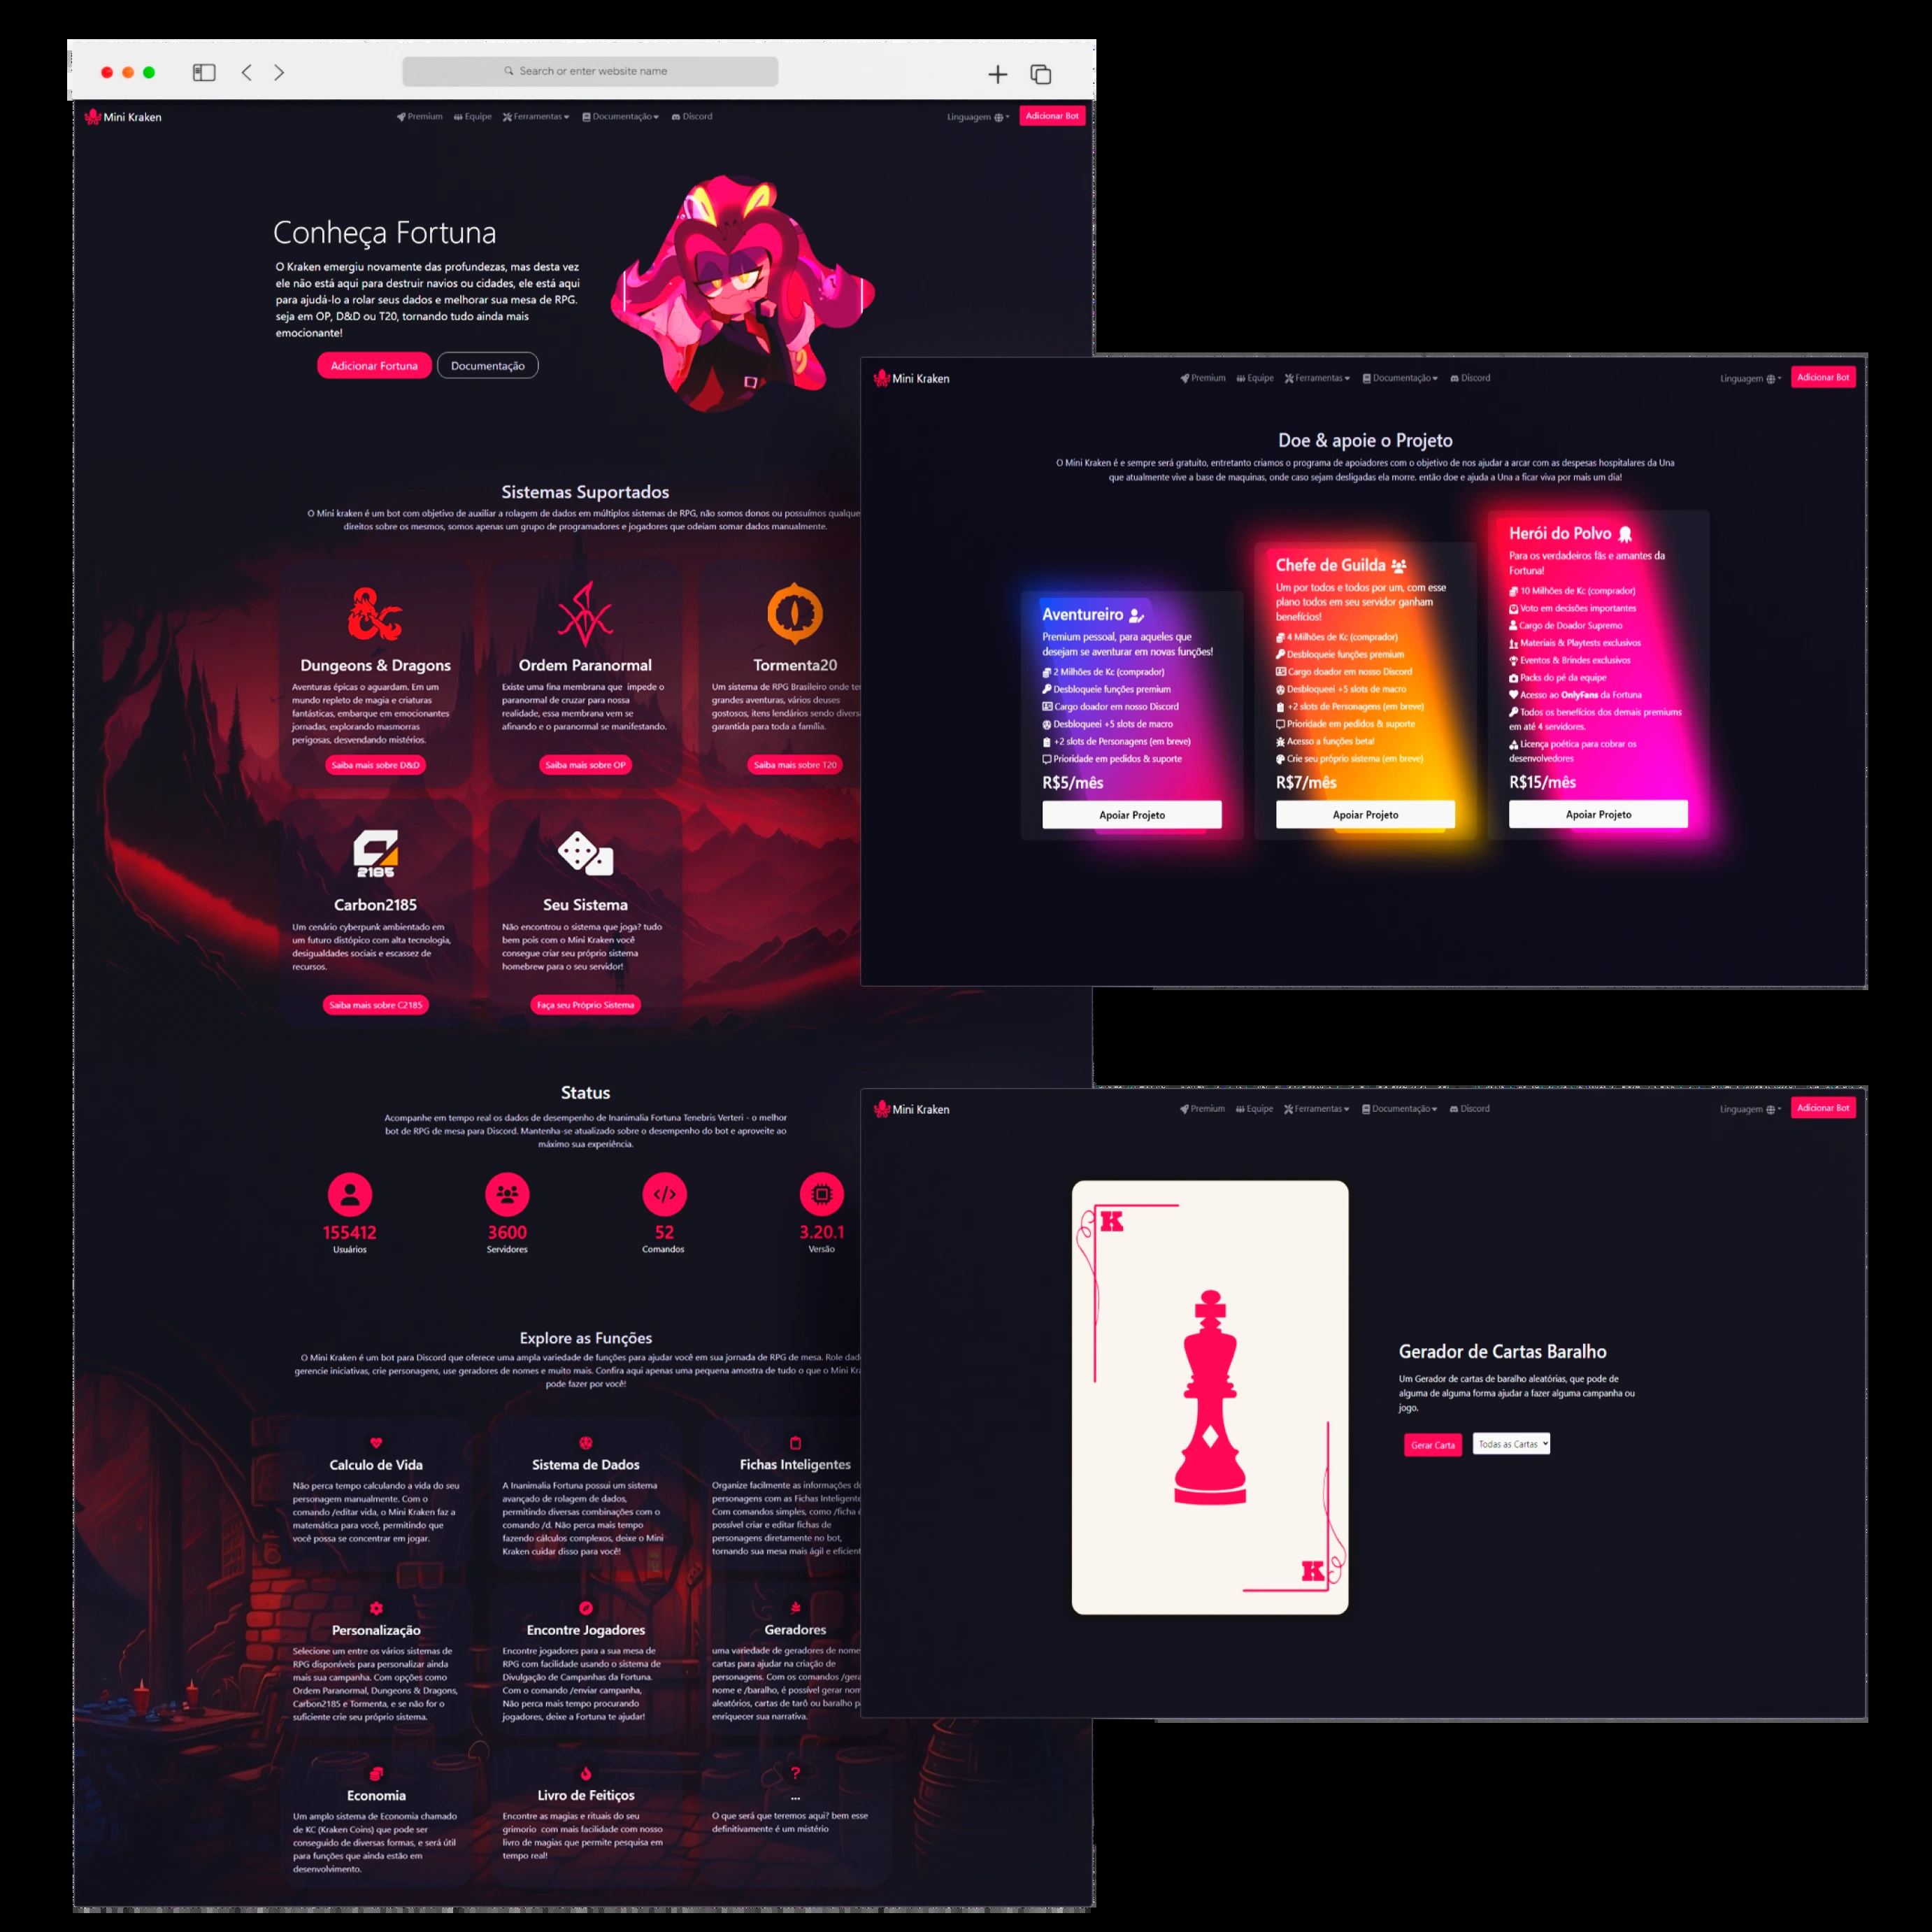 Search or enter website name
Mini Kraken
Premium
Equipe
Ferramentas
Documentação
Discord
Linguagem
Adicionar Bot
Conheça Fortuna
O Kraken emergiu novamente das profundezas, mas desta vez
ele não está aqui para destruir navios ou cidades, ele está aqui
para ajudá-lo a rolar seus dados e melhorar sua mesa de RPG.
seja em OP, D&D ou T20, tornando tudo ainda mais
emocionante!
Adicionar Fortuna
Documentação
Sistemas Suportados
O Mini kraken é um bot com objetivo de auxiliar a rolagem de dados em múltiplos sistemas de RPG, não somos donos ou possuímos qualque
direitos sobre os mesmos, somos apenas um grupo de programadores e jogadores que odeiam somar dados manualmente.
Dungeons & Dragons
Aventuras épicas o aguardam. Em um
mundo repleto de magia e criaturas
fantásticas, embarque em emocionantes
jornadas, explorando masmorras
perigosas, desvendando mistérios.
Saiba mais sobre D&D
Ordem Paranormal
Existe uma fina membrana que impede o
paranormal de cruzar para nossa
realidade, essa membrana vem se
afinando e o paranormal se manifestando.
Saiba mais sobre OP
Tormenta20
Um sistema de RPG Brasileiro onde te
grandes aventuras, vários deuses
gostosos, itens lendários sendo divers
garantida para toda a família.
Saiba mais sobre T20
2185
Carbon2185
Um cenário cyberpunk ambientado em
um futuro distópico com alta tecnologia,
desigualdades sociais e escassez de
recursos.
Saiba mais sobre C2185
Seu Sistema
Não encontrou o sistema que joga? tudo
bem pois com o Mini Kraken você
consegue criar seu próprio sistema
homebrew para o seu servidor!
Faça seu Próprio Sistema
Status
Acompanhe em tempo real os dados de desempenho de Inanimalia Fortuna Tenebris Verteri - o melhor
bot de RPG de mesa para Discord. Mantenha-se atualizado sobre o desempenho do bot e aproveite ao
máximo sua experiência.
155412
Usuários
3600
Servidores
52
Comandos
3.20.1
Versão
Explore as Funções
O Mini Kraken é um bot para Discord que oferece uma ampla variedade de funções para ajudar você em sua jornada de RPG de mesa. Role dad
gerencie iniciativas, crie personagens, use geradores de nomes e muito mais. Confira aqui apenas uma pequena amostra de tudo o que o Mini Kr
pode fazer por você!
Calculo de Vida
Não perca tempo calculando a vida do seu
personagem manualmente. Com o
comando /editar vida, o Mini Kraken faz a
matemática para você, permitindo que
você possa se concentrar em jogar.
Sistema de Dados
A Inanimalia Fortuna possui um sistema
avançado de rolagem de dados,
permitindo diversas combinações com o
comando /d. Não perca mais tempo
fazendo cálculos complexos, deixe o Mini
Kraken cuidar disso para você!
Fichas Inteligentes
Organize facilmente as informações d
personagens com as Fichas Inteligente
Com comandos simples, como /ficha
possível criar e editar fichas de
personagens diretamente no bot,
tornando sua mesa mais ágil e eficient
Personalização
Selecione um entre os vários sistemas de
RPG disponíveis para personalizar ainda
mais sua campanha. Com opções como
Ordem Paranormal, Dungeons & Dragons,
Carbon2185 e Tormenta, e se não for o
suficiente crie seu próprio sistema.
Encontre Jogadores
Encontre jogadores para a sua mesa de
RPG com facilidade usando o sistema de
Divulgação de Campanhas da Fortuna.
Com o comando /enviar campanha,
Não perca mais tempo procurando
jogadores, deixe a Fortuna te ajudar!
Geradores
uma variedade de geradores de nome
cartas para ajudar na criação de
personagens. Com os comandos /gera
nome e /baralho, é possível gerar nom
aleatórios, cartas de tarô ou baralho p
enriquecer sua narrativa.
Economia
Um amplo sistema de Economia chamado
de KC (Kraken Coins) que pode ser
conseguido de diversas formas, e será útil
para funções que ainda estão em
desenvolvimento.
Livro de Feitiços
Encontre as magias e rituais do seu
grimorio com mais facilidade com nosso
livro de magias que permite pesquisa em
tempo real!
?
...
O que será que teremos aqui? bem esse
definitivamente é um mistério
Mini Kraken
Premium
Equipe
Ferramentas
Documentação
Discord
Linguagem
Adicionar Bot
Doe & apoie o Projeto
O Mini Kraken é e sempre será gratuito, entretanto criamos o programa de apoiadores com o objetivo de nos ajudar a arcar com as despesas hospitalares da Una
que atualmente vive a base de maquinas, onde caso sejam desligadas ela morre. então doe e ajuda a Una a ficar viva por mais um dia!
Aventureiro
Premium pessoal, para aqueles que
desejam se aventurar em novas funções!
2 Milhões de Kc (comprador)
Desbloqueie funções premium
Cargo doador em nosso Discord
Desbloqueei +5 slots de macro
+2 slots de Personagens (em breve)
Prioridade em pedidos & suporte
R$5/mês
Apoiar Projeto
Chefe de Guilda
Um por todos e todos por um, com esse
plano todos em seu servidor ganham
benefícios!
4 Milhões de Kc (comprador)
Desbloqueie funções premium
Cargo doador em nosso Discord
Desbloqueei +5 slots de macro
+2 slots de Personagens (em breve)
Prioridade em pedidos & suporte
Acesso a funções beta!
Crie seu próprio sistema (em breve)
R$7/mês
Apoiar Projeto
Herói do Polvo
Para os verdadeiros fãs e amantes da
Fortuna!
10 Milhões de Kc (comprador)
Voto em decisões importantes
Cargo de Doador Supremo
Materiais & Playtests exclusivos
Eventos & Brindes exclusivos
Packs do pé da equipe
Acesso ao OnlyFans da Fortuna
Todos os benefícios dos demais premiums
em até 4 servidores.
Licença poética para cobrar os
desenvolvedores
R$15/mês
Apoiar Projeto
Mini Kraken
Premium
Equipe
Ferramentas
Documentação
Discord
Linguagem
Adicionar Bot
K
K
Gerador de Cartas Baralho
Um Gerador de cartas de baralho aleatórias, que pode de
alguma de alguma forma ajudar a fazer alguma campanha ou
jogo.
Gerar Carta
Todas as Cartas